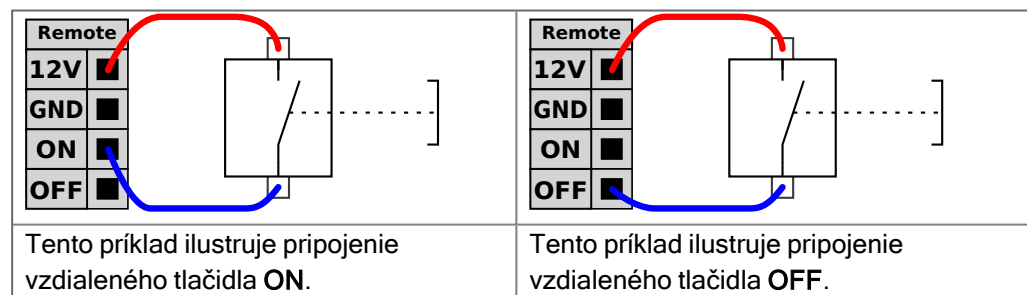 Remote
12V
GND
ON
OFF
Tento príklad ilustruje pripojenie
vzdialeného tlačidla ON.
Remote
12V
GND
ON
OFF
Tento príklad ilustruje pripojenie
vzdialeného tlačidla OFF.